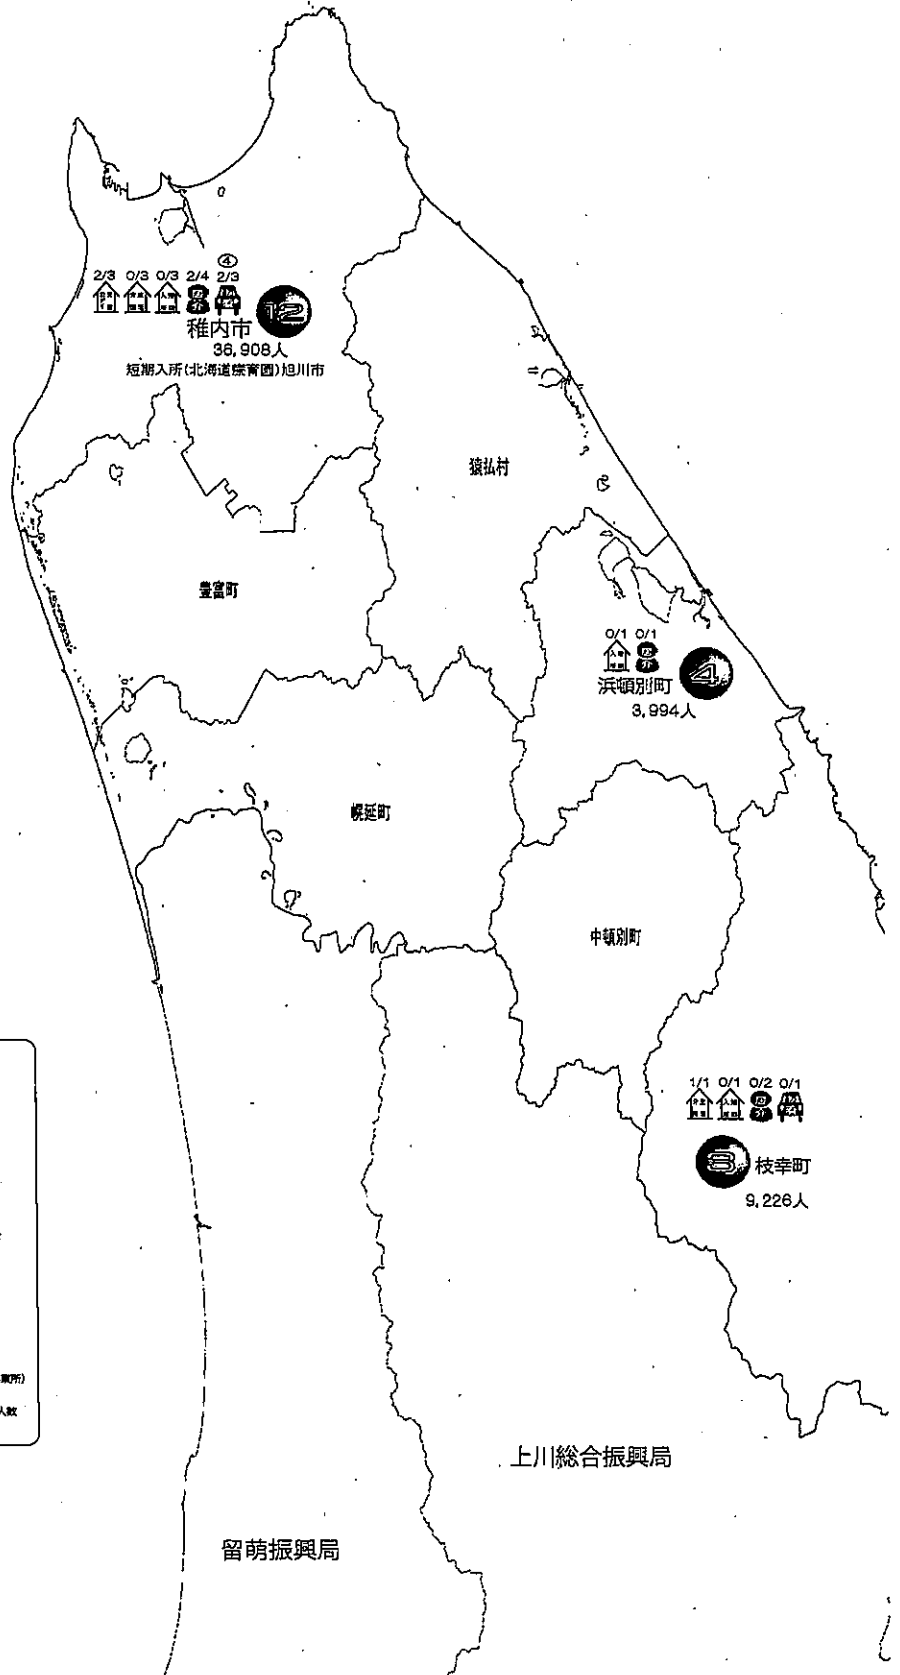 ④
2/3 0/3 0/3 2/4 2/3
稚内市
12
36,908人
短期入所(北海道療育園)旭川市
猿払村
豊富町
0/1 0/1
浜頓別町
4
3,994人
幌延町
中頓別町
1/1 0/1 0/2 0/1
枝幸町
9,226人
上川総合振興局
留萌振興局
業所)
人数